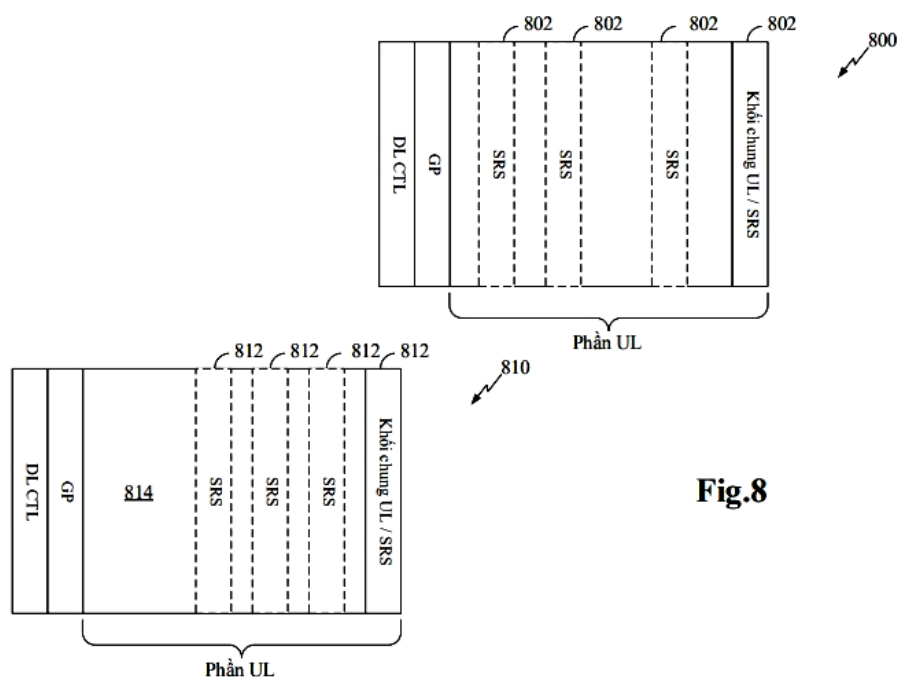 802
802
802
802
800
DL CTL
GP
SRS
SRS
SRS
Khối chung UL / SRS
Phần UL
812
812
812
812
810
DL CTL
GP
814
SRS
SRS
SRS
Khối chung UL / SRS
Phần UL
Fig.8